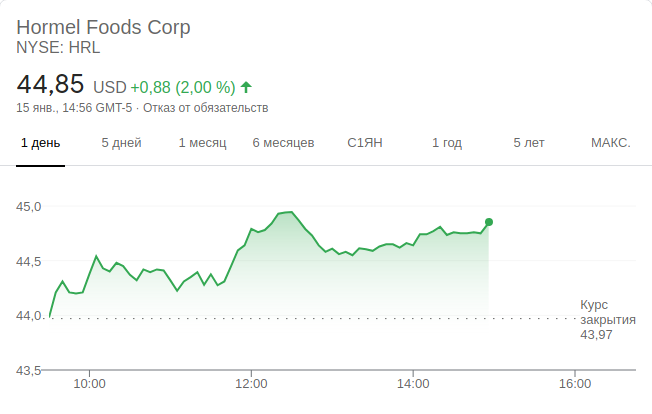 Hormel Foods Corp
NYSE: HRL
44,85 USD +0,88 (2,00 %)
15 янв., 14:56 GMT-5 · Отказ от обязательств
1 день 5 дней 1 месяц 6 месяцев С1ЯН 1 год 5 лет МАКС.
45,0
44,5
44,0
Курс
закрытия
43,97
43,5
10:00 12:00 14:00 16:00